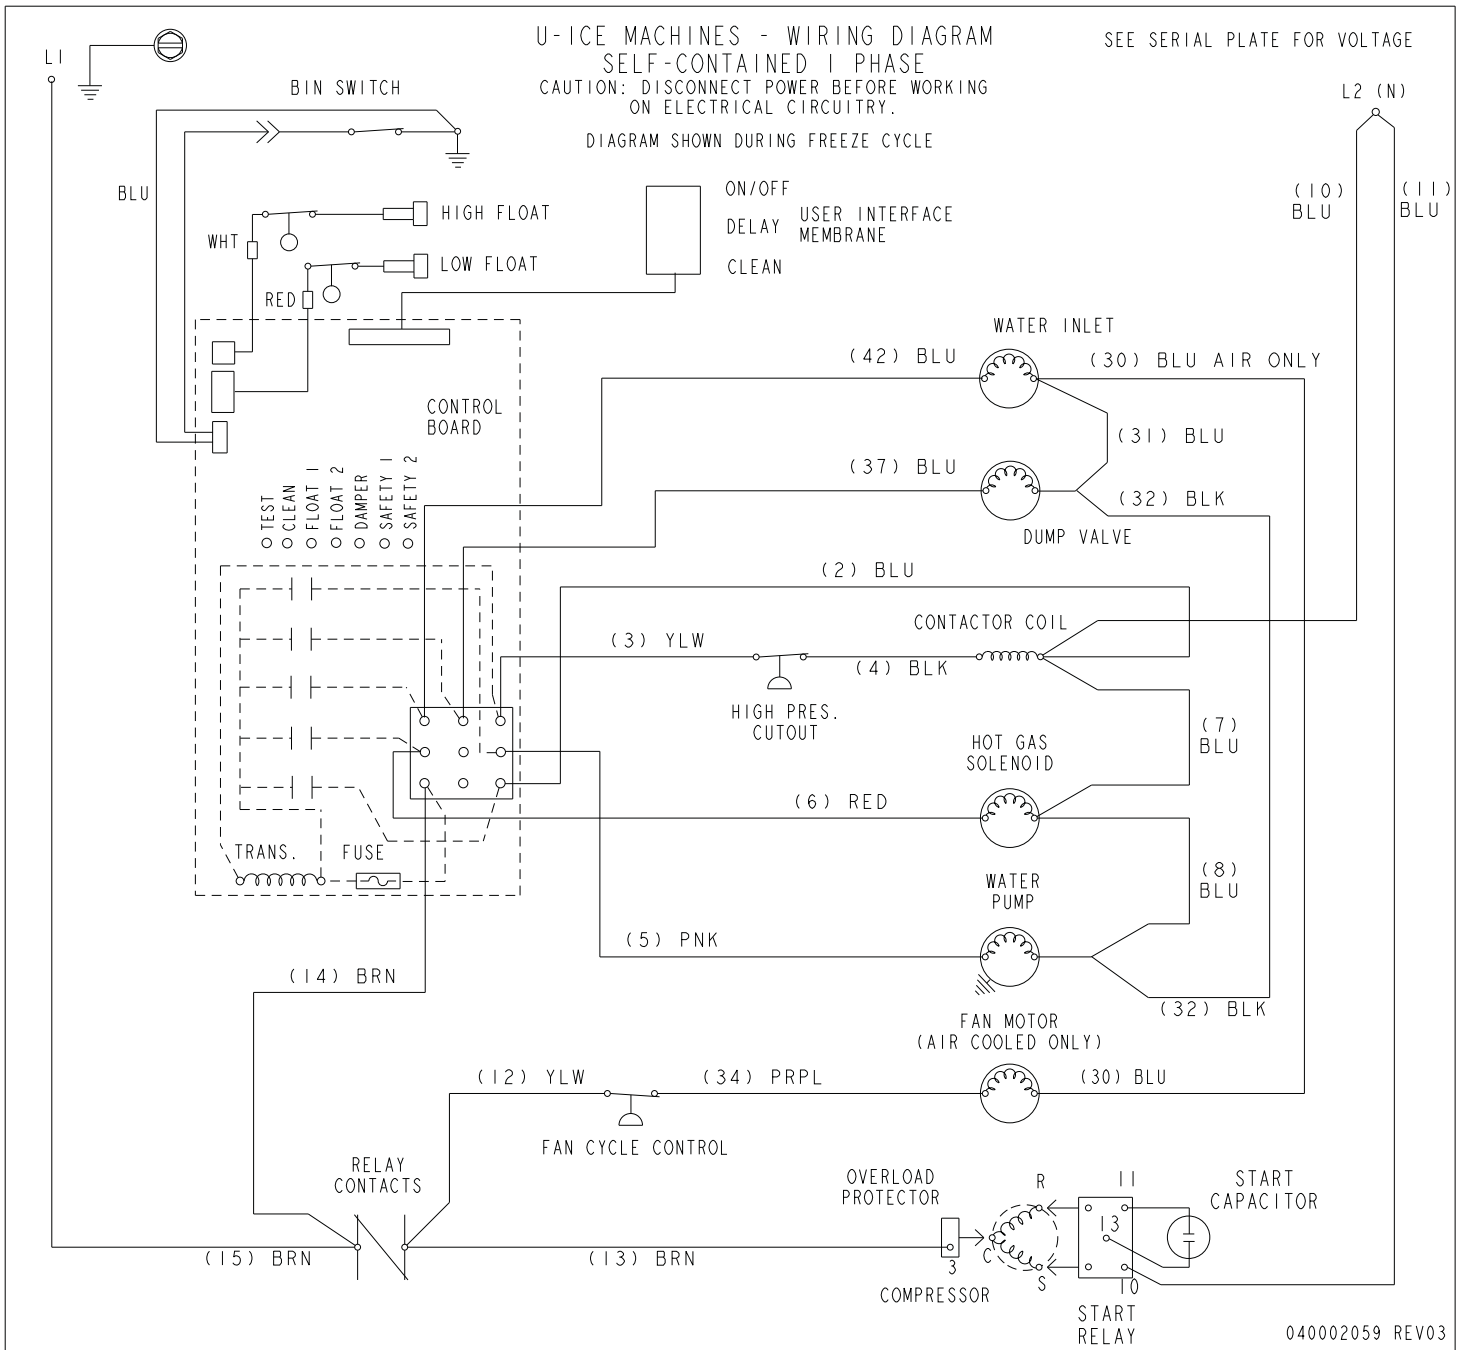 U-ICE MACHINES - WIRING DIAGRAM
SELF-CONTAINED 1 PHASE
CAUTION: DISCONNECT POWER BEFORE WORKING
ON ELECTRICAL CIRCUITRY.
DIAGRAM SHOWN DURING FREEZE CYCLE
SEE SERIAL PLATE FOR VOLTAGE
L1
L2 (N)
BIN SWITCH
BLU
(10)
BLU
(11)
BLU
ON/OFF
DELAY
CLEAN
USER INTERFACE
MEMBRANE
HIGH FLOAT
WHT
LOW FLOAT
RED
WATER INLET
(42) BLU
(30) BLU AIR ONLY
CONTROL
BOARD
(31) BLU
(37) BLU
(32) BLK
DUMP VALVE
TEST
CLEAN
FLOAT 1
FLOAT 2
DAMPER
SAFETY 1
SAFETY 2
(2) BLU
CONTACTOR COIL
(3) YLW
(4) BLK
HIGH PRES.
CUTOUT
(7)
BLU
HOT GAS
SOLENOID
(6) RED
TRANS.
FUSE
WATER
PUMP
(8)
BLU
(5) PNK
(14) BRN
(32) BLK
FAN MOTOR
(AIR COOLED ONLY)
(12) YLW
(34) PRPL
(30) BLU
FAN CYCLE CONTROL
RELAY
CONTACTS
OVERLOAD
PROTECTOR
R
11
START
CAPACITOR
13
(15) BRN
(13) BRN
3
C
S
10
COMPRESSOR
START
RELAY
040002059 REV03